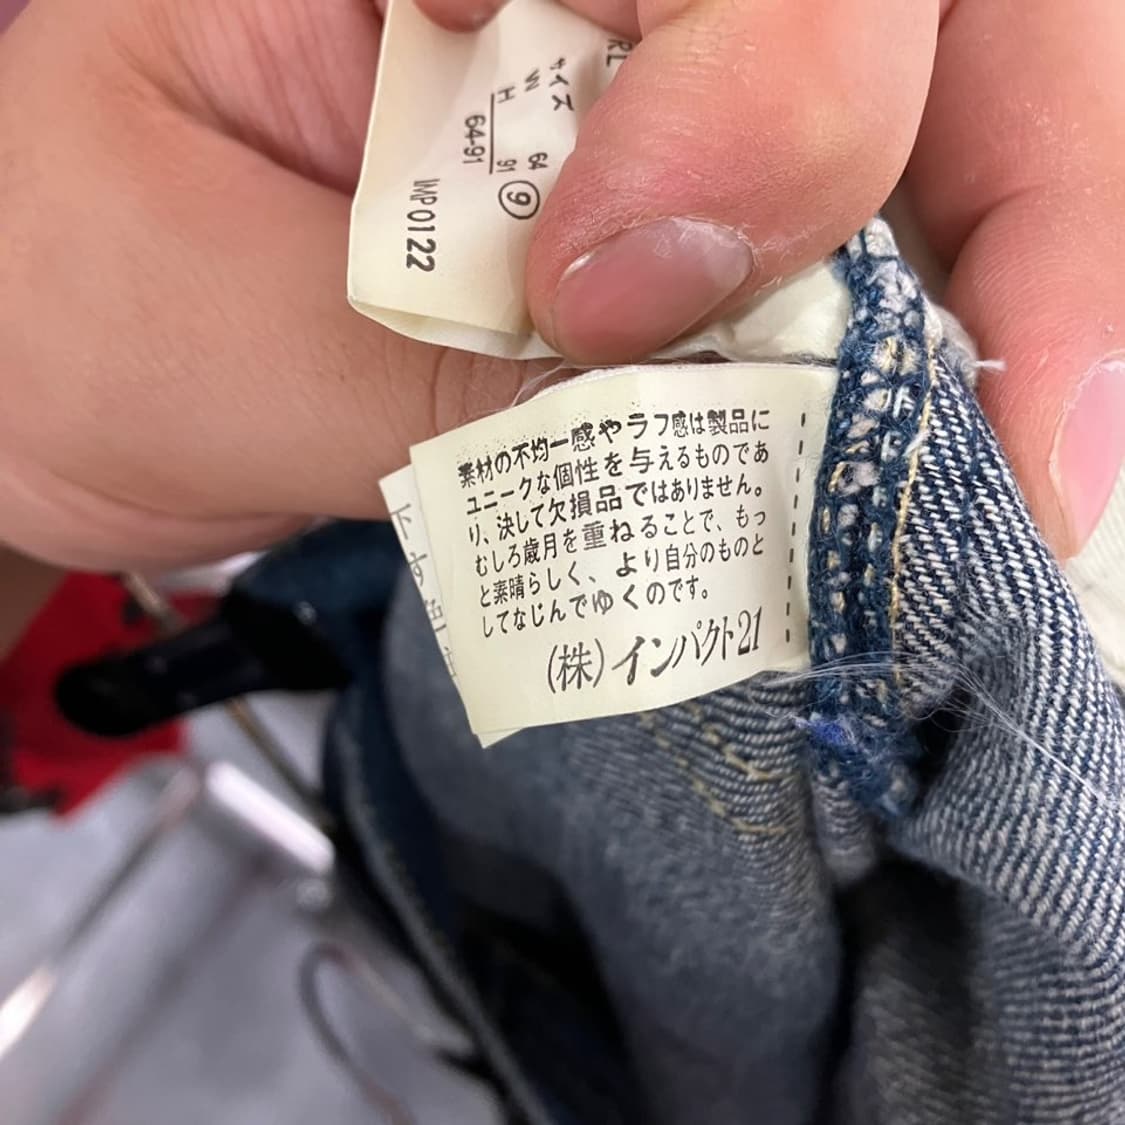 RL
サイズ
W 64
H 91
⑨
64-91
IMP 0122
素材の不均一感やラフ感は製品に
ユニークな個性を与えるものであ
り、決して欠損品ではありません。
むしろ歳月を重ねることで、もっ
と素晴らしく、より自分のものと
してなじんでゆくのです。
(株)インパクト21